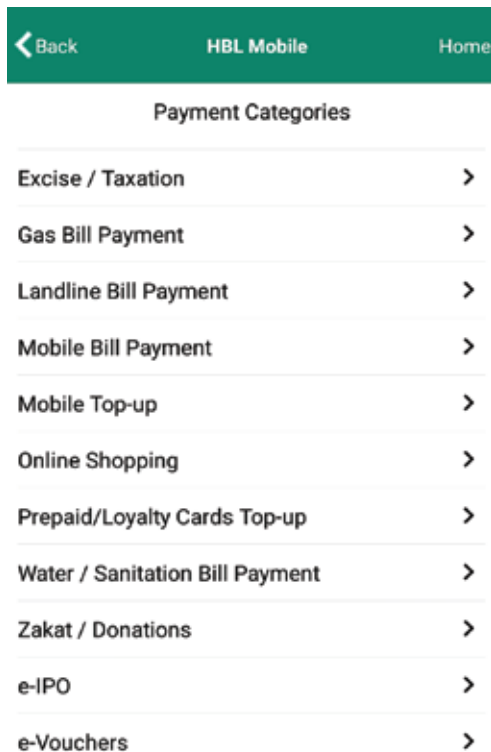 Back HBL Mobile Home
Payment Categories
Excise / Taxation
Gas Bill Payment
Landline Bill Payment
Mobile Bill Payment
Mobile Top-up
Online Shopping
Prepaid/Loyalty Cards Top-up
Water / Sanitation Bill Payment
Zakat / Donations
e-IPO
e-Vouchers